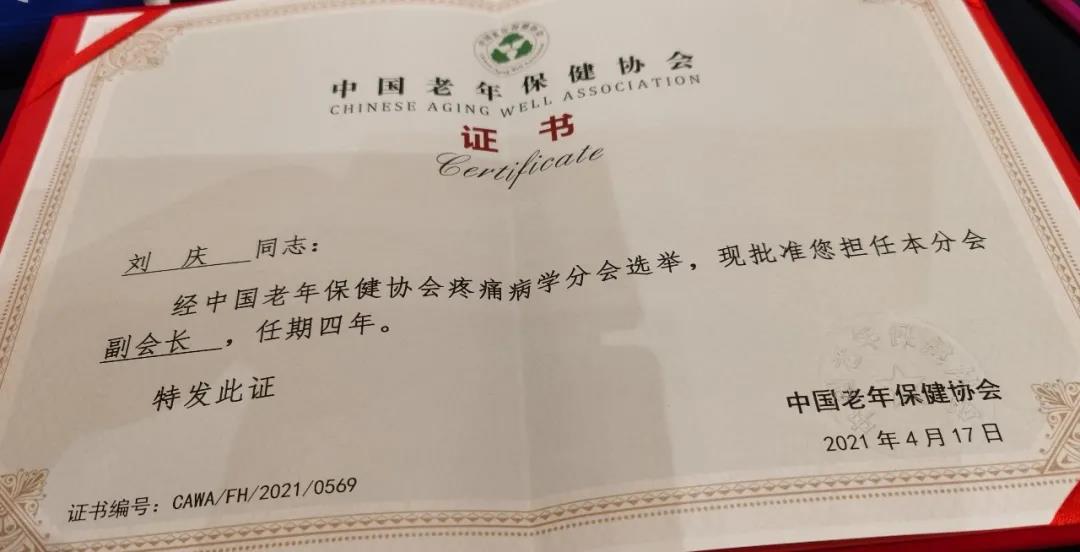 中国老年保健协会
CHINESE AGING WELL ASSOCIATION
证书
Certificate
刘 庆 同志：
经中国老年保健协会疼痛病学分会选举，现批准您担任本分会
副会长，任期四年。
特发此证
中国老年保健协会
2021年4月17日
证书编号：CAWA/FH/2021/0569